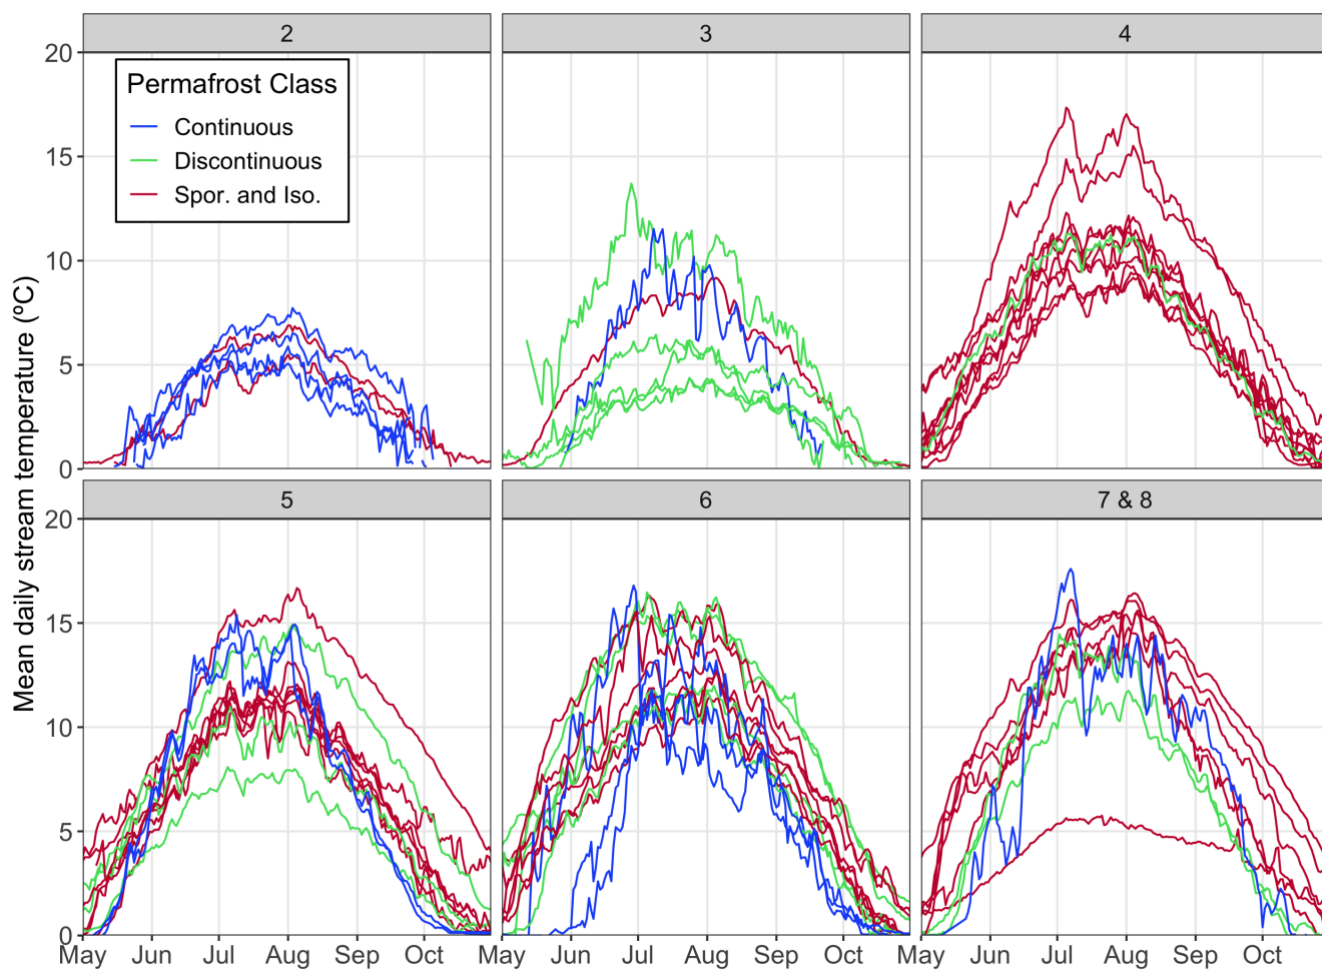 2
3
4
20
15
10
5
0
Permafrost Class
Continuous
Discontinuous
Spor. and Iso.
Mean daily stream temperature (ºC)
5
6
7 & 8
20
15
10
5
0
May Jun Jul Aug Sep Oct
May Jun Jul Aug Sep Oct
May Jun Jul Aug Sep Oct